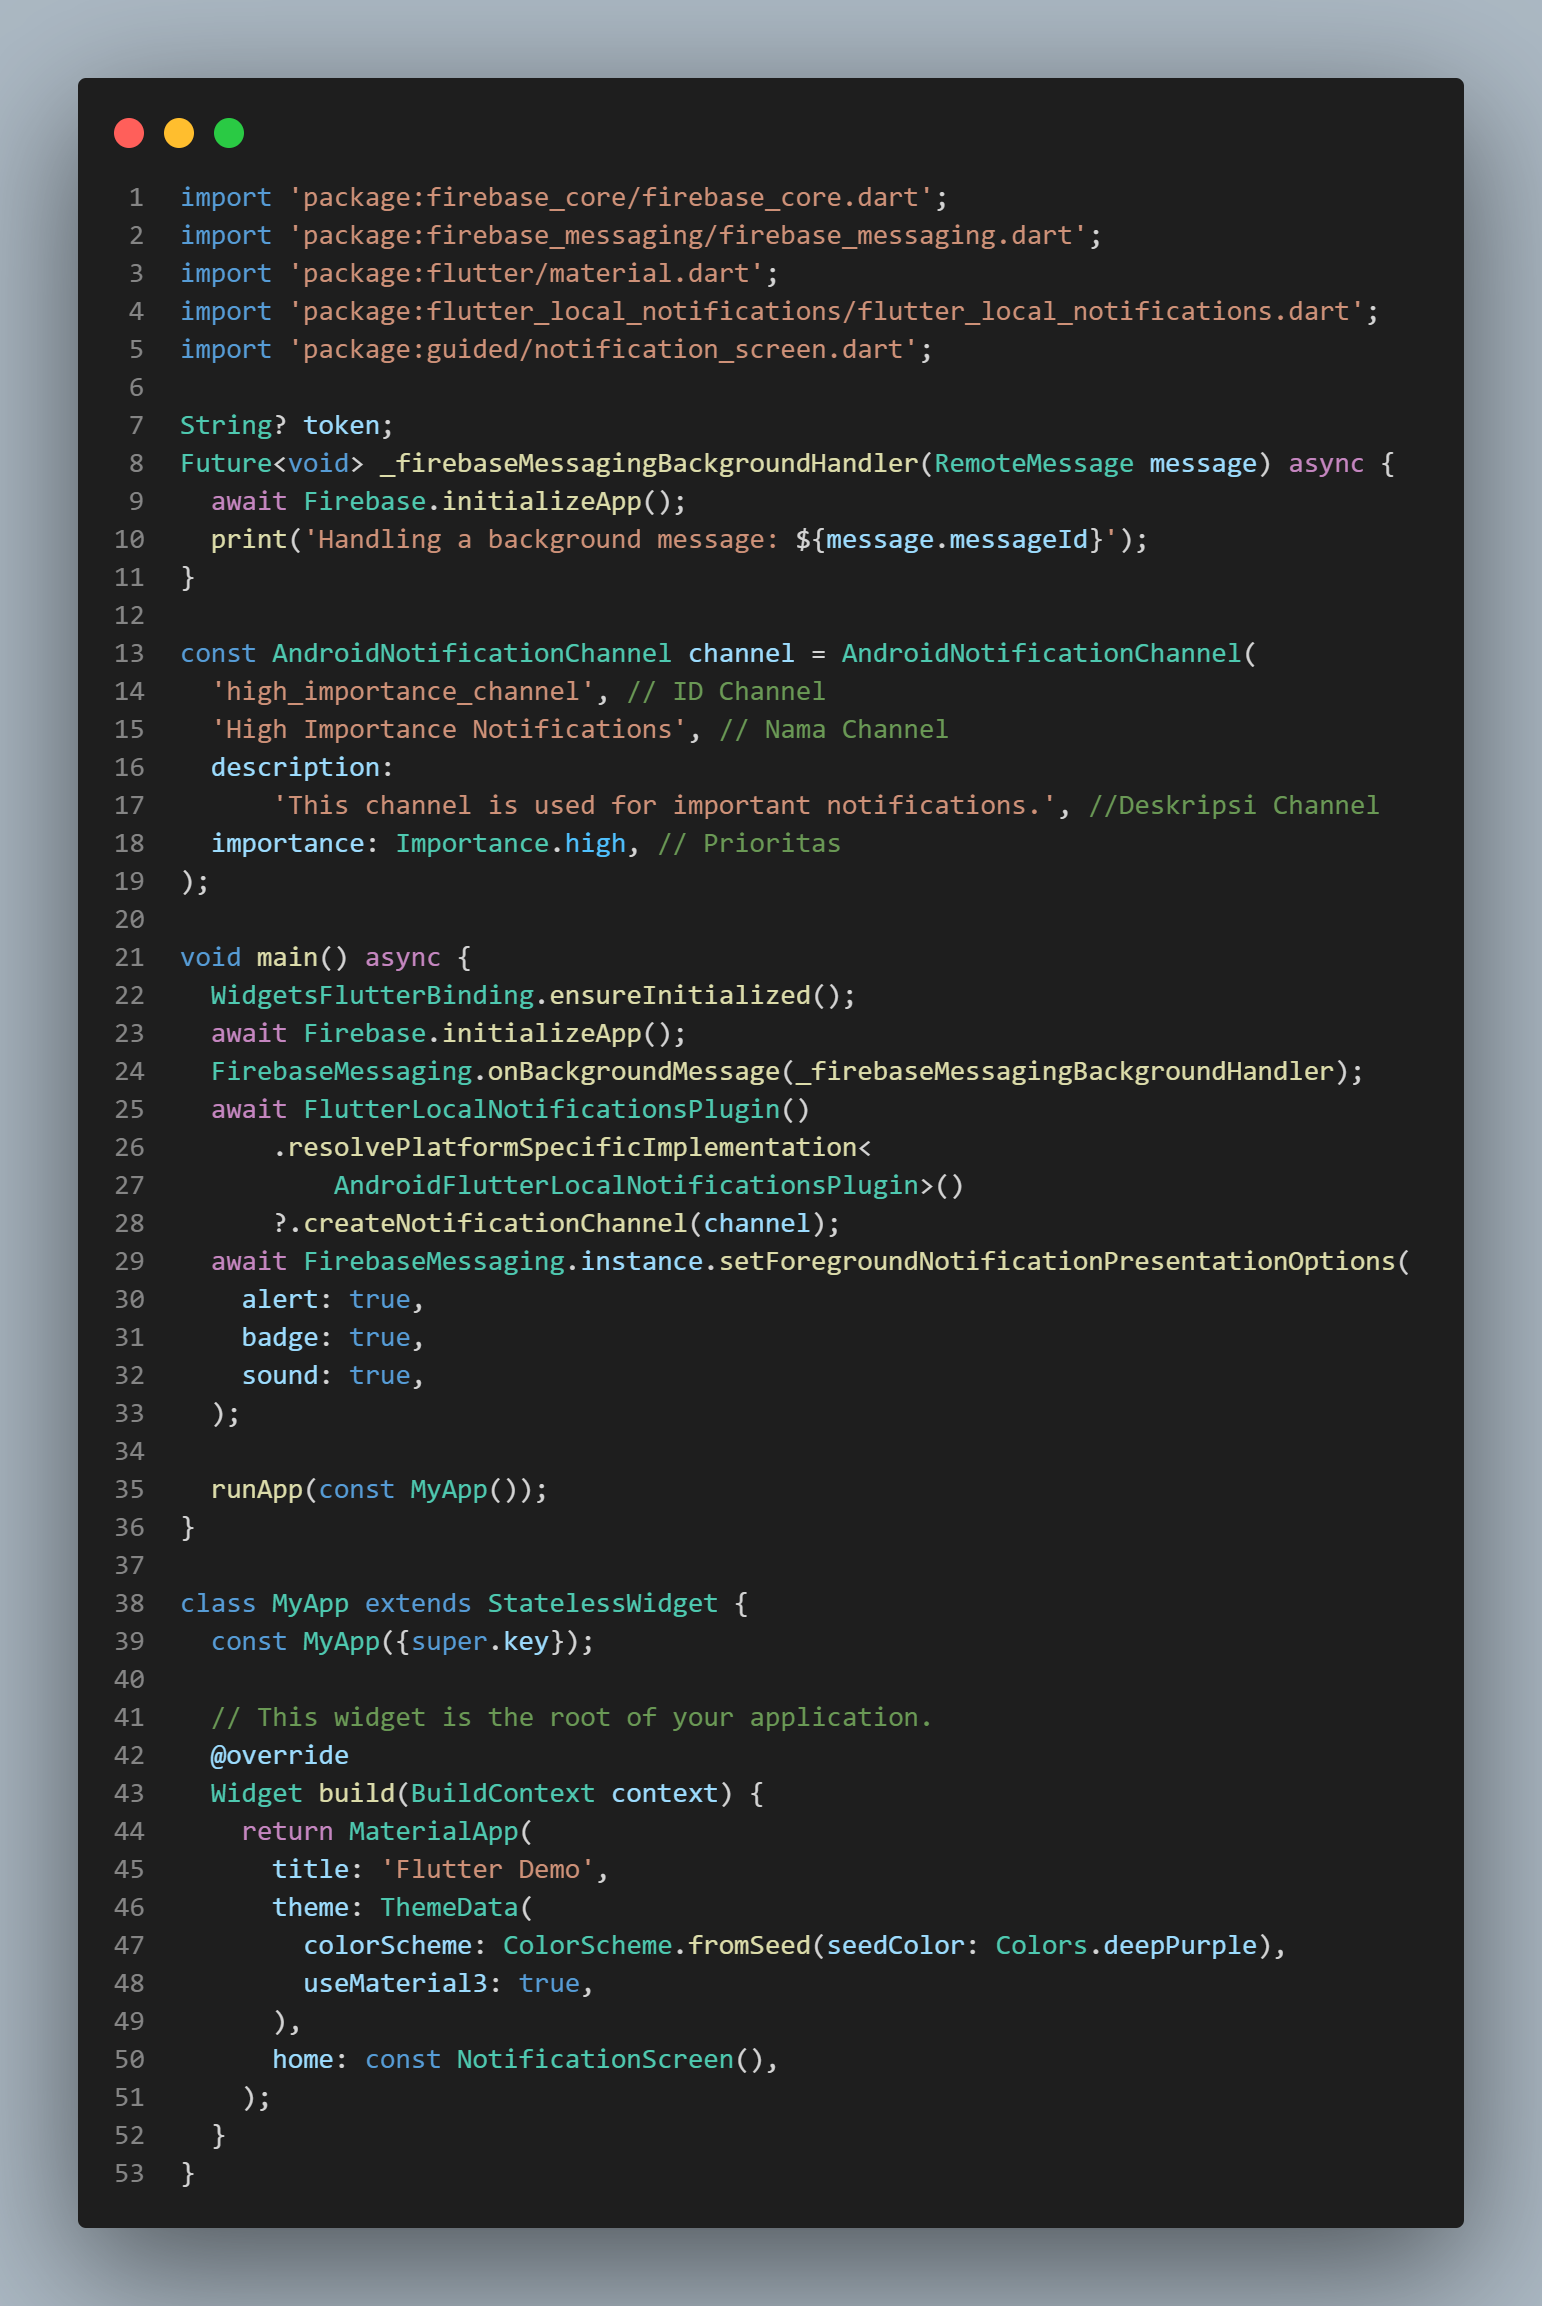 1 import 'package:firebase_core/firebase_core.dart';
2 import 'package:firebase_messaging/firebase_messaging.dart';
3 import 'package:flutter/material.dart';
4 import 'package:flutter_local_notifications/flutter_local_notifications.dart';
5 import 'package:guided/notification_screen.dart';
6
7 String? token;
8 Future<void> _firebaseMessagingBackgroundHandler(RemoteMessage message) async {
9   await Firebase.initializeApp();
10   print('Handling a background message: ${message.messageId}');
11 }
12
13 const AndroidNotificationChannel channel = AndroidNotificationChannel(
14   'high_importance_channel', // ID Channel
15   'High Importance Notifications', // Nama Channel
16   description:
17       'This channel is used for important notifications.', //Deskripsi Channel
18   importance: Importance.high, // Prioritas
19 );
20
21 void main() async {
22   WidgetsFlutterBinding.ensureInitialized();
23   await Firebase.initializeApp();
24   FirebaseMessaging.onBackgroundMessage(_firebaseMessagingBackgroundHandler);
25   await FlutterLocalNotificationsPlugin()
26       .resolvePlatformSpecificImplementation<
27           AndroidFlutterLocalNotificationsPlugin>()
28       ?.createNotificationChannel(channel);
29   await FirebaseMessaging.instance.setForegroundNotificationPresentationOptions(
30     alert: true,
31     badge: true,
32     sound: true,
33   );
34
35   runApp(const MyApp());
36 }
37
38 class MyApp extends StatelessWidget {
39   const MyApp({super.key});
40
41   // This widget is the root of your application.
42   @override
43   Widget build(BuildContext context) {
44     return MaterialApp(
45       title: 'Flutter Demo',
46       theme: ThemeData(
47         colorScheme: ColorScheme.fromSeed(seedColor: Colors.deepPurple),
48         useMaterial3: true,
49       ),
50       home: const NotificationScreen(),
51     );
52   }
53 }